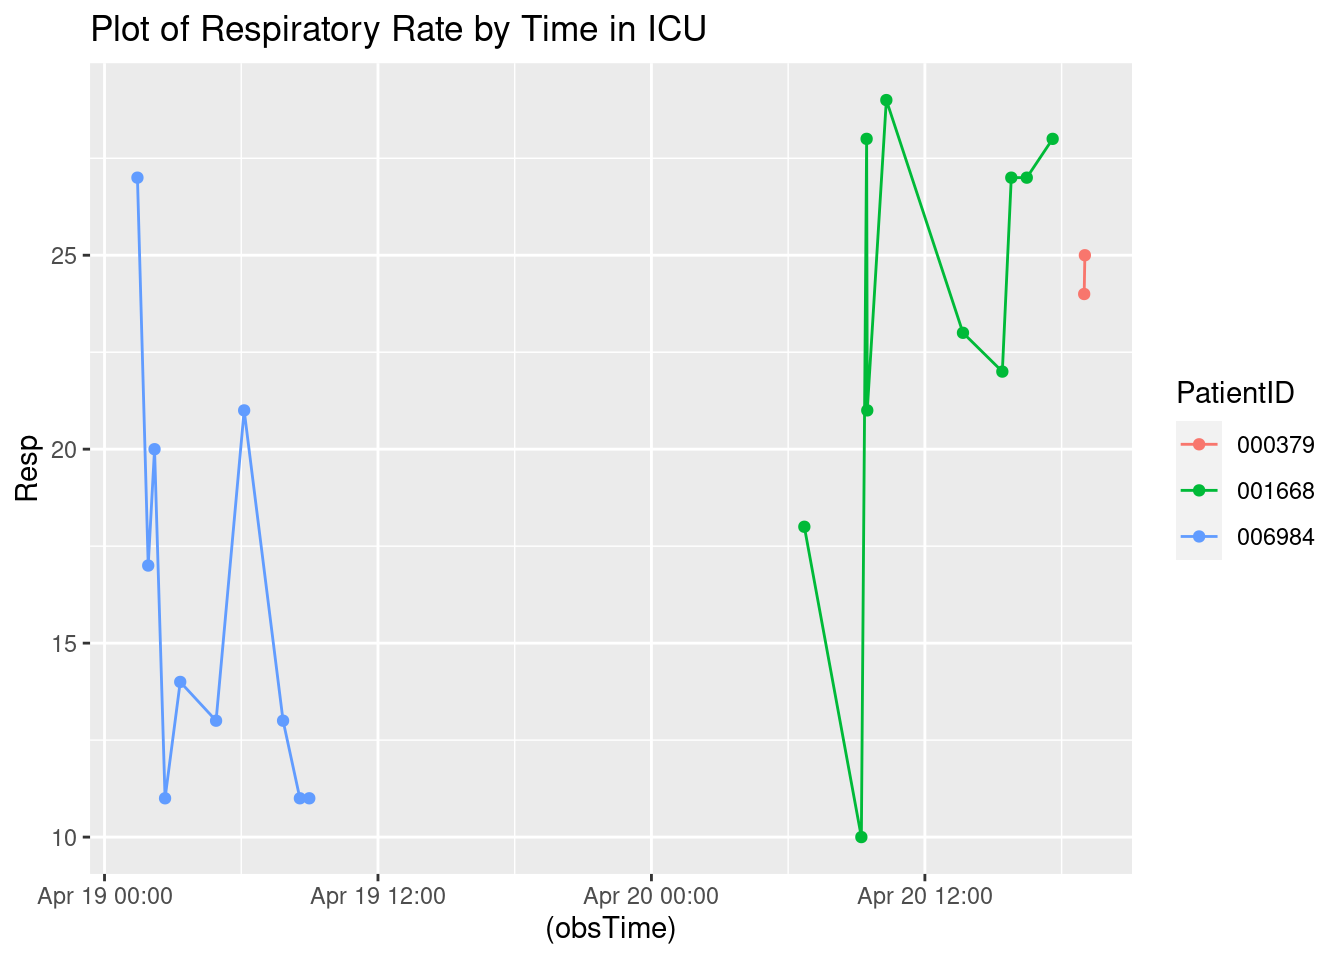 Plot of Respiratory Rate by Time in ICU
Resp
25
20
15
10
Apr 19 00:00
Apr 19 12:00
Apr 20 00:00
Apr 20 12:00
(obsTime)
PatientID
000379
001668
006984